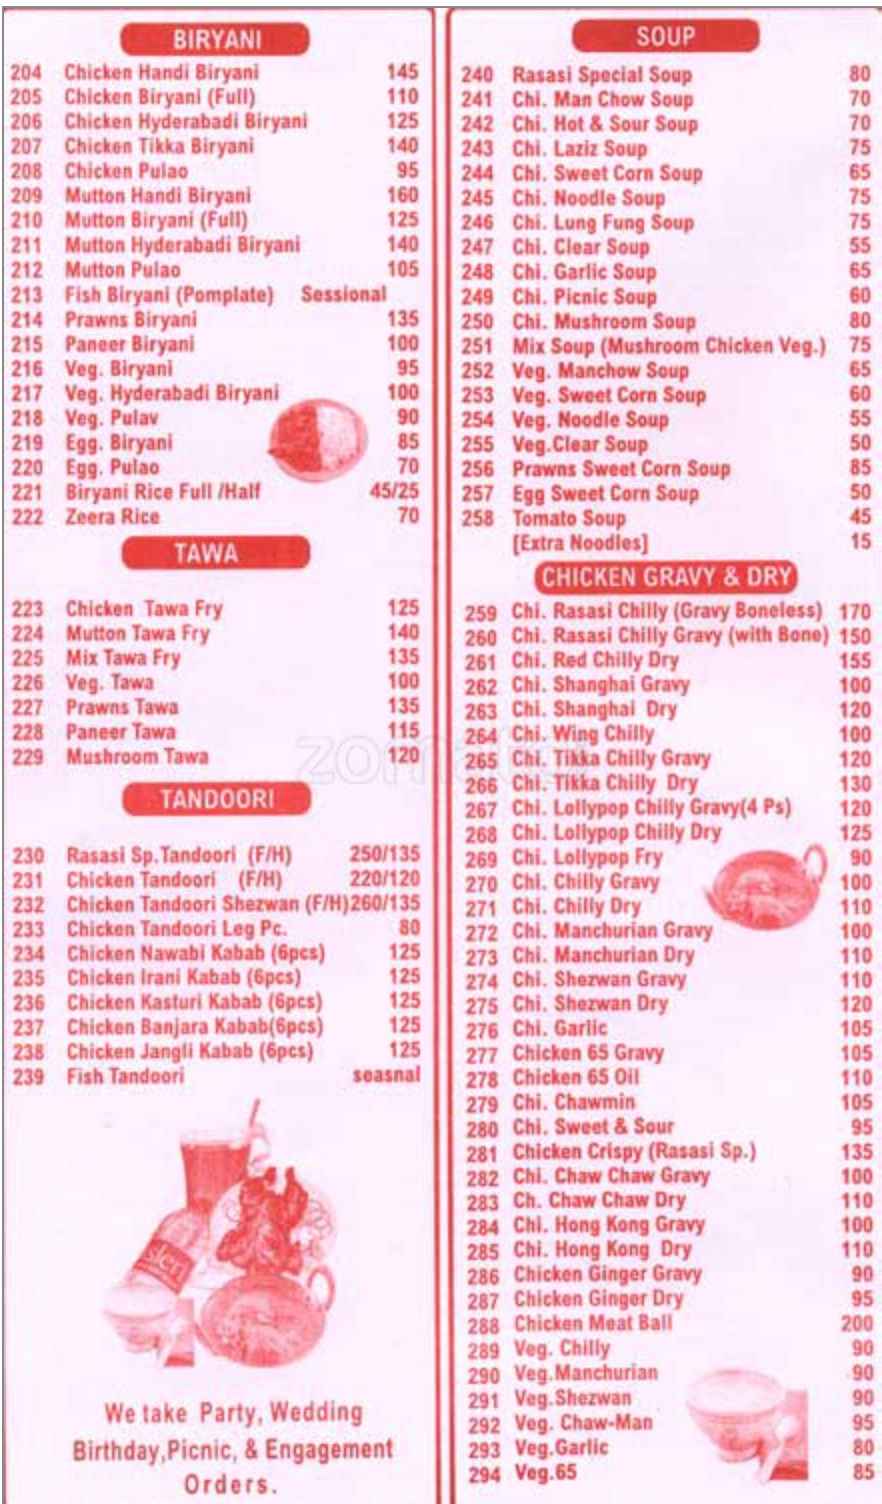 BIRYANI
204 Chicken Handi Biryani 145
205 Chicken Biryani (Full) 110
206 Chicken Hyderabadi Biryani 125
207 Chicken Tikka Biryani 140
208 Chicken Pulao 95
209 Mutton Handi Biryani 160
210 Mutton Biryani (Full) 125
211 Mutton Hyderabadi Biryani 140
212 Mutton Pulao 105
213 Fish Biryani (Pomplate) Sessional
214 Prawns Biryani 135
215 Paneer Biryani 100
216 Veg. Biryani 95
217 Veg. Hyderabadi Biryani 100
218 Veg. Pulav 90
219 Egg. Biryani 85
220 Egg. Pulao 70
221 Biryani Rice Full /Half 45/25
222 Zeera Rice 70
TAWA
223 Chicken Tawa Fry 125
224 Mutton Tawa Fry 140
225 Mix Tawa Fry 135
226 Veg. Tawa 100
227 Prawns Tawa 135
228 Paneer Tawa 115
229 Mushroom Tawa 120
TANDOORI
230 Rasasi Sp.Tandoori (F/H) 250/135
231 Chicken Tandoori (F/H) 220/120
232 Chicken Tandoori Shezwan (F/H)260/135
233 Chicken Tandoori Leg Pc. 80
234 Chicken Nawabi Kabab (6pcs) 125
235 Chicken Irani Kabab (6pcs) 125
236 Chicken Kasturi Kabab (6pcs) 125
237 Chicken Banjara Kabab(6pcs) 125
238 Chicken Jangli Kabab (6pcs) 125
239 Fish Tandoori seasnal
We take Party, Wedding
Birthday,Picnic, & Engagement
Orders.
SOUP
240 Rasasi Special Soup 80
241 Chi. Man Chow Soup 70
242 Chi. Hot & Sour Soup 70
243 Chi. Laziz Soup 75
244 Chi. Sweet Corn Soup 65
245 Chi. Noodle Soup 75
246 Chi. Lung Fung Soup 75
247 Chi. Clear Soup 55
248 Chi. Garlic Soup 65
249 Chi. Picnic Soup 60
250 Chi. Mushroom Soup 80
251 Mix Soup (Mushroom Chicken Veg.) 75
252 Veg. Manchow Soup 65
253 Veg. Sweet Corn Soup 60
254 Veg. Noodle Soup 55
255 Veg.Clear Soup 50
256 Prawns Sweet Corn Soup 85
257 Egg Sweet Corn Soup 50
258 Tomato Soup 45
[Extra Noodles] 15
CHICKEN GRAVY & DRY
259 Chi. Rasasi Chilly (Gravy Boneless) 170
260 Chi. Rasasi Chilly Gravy (with Bone) 150
261 Chi. Red Chilly Dry 155
262 Chi. Shanghai Gravy 100
263 Chi. Shanghai Dry 120
264 Chi. Wing Chilly 100
265 Chi. Tikka Chilly Gravy 120
266 Chi. Tikka Chilly Dry 130
267 Chi. Lollypop Chilly Gravy(4 Ps) 120
268 Chi. Lollypop Chilly Dry 125
269 Chi. Lollypop Fry 90
270 Chi. Chilly Gravy 100
271 Chi. Chilly Dry 110
272 Chi. Manchurian Gravy 100
273 Chi. Manchurian Dry 110
274 Chi. Shezwan Gravy 110
275 Chi. Shezwan Dry 120
276 Chi. Garlic 105
277 Chicken 65 Gravy 105
278 Chicken 65 Oil 110
279 Chi. Chawmin 105
280 Chi. Sweet & Sour 95
281 Chicken Crispy (Rasasi Sp.) 135
282 Chi. Chaw Chaw Gravy 100
283 Ch. Chaw Chaw Dry 110
284 Chi. Hong Kong Gravy 100
285 Chi. Hong Kong Dry 110
286 Chicken Ginger Gravy 90
287 Chicken Ginger Dry 95
288 Chicken Meat Ball 200
289 Veg. Chilly 90
290 Veg.Manchurian 90
291 Veg.Shezwan 90
292 Veg. Chaw-Man 95
293 Veg.Garlic 80
294 Veg.65 85